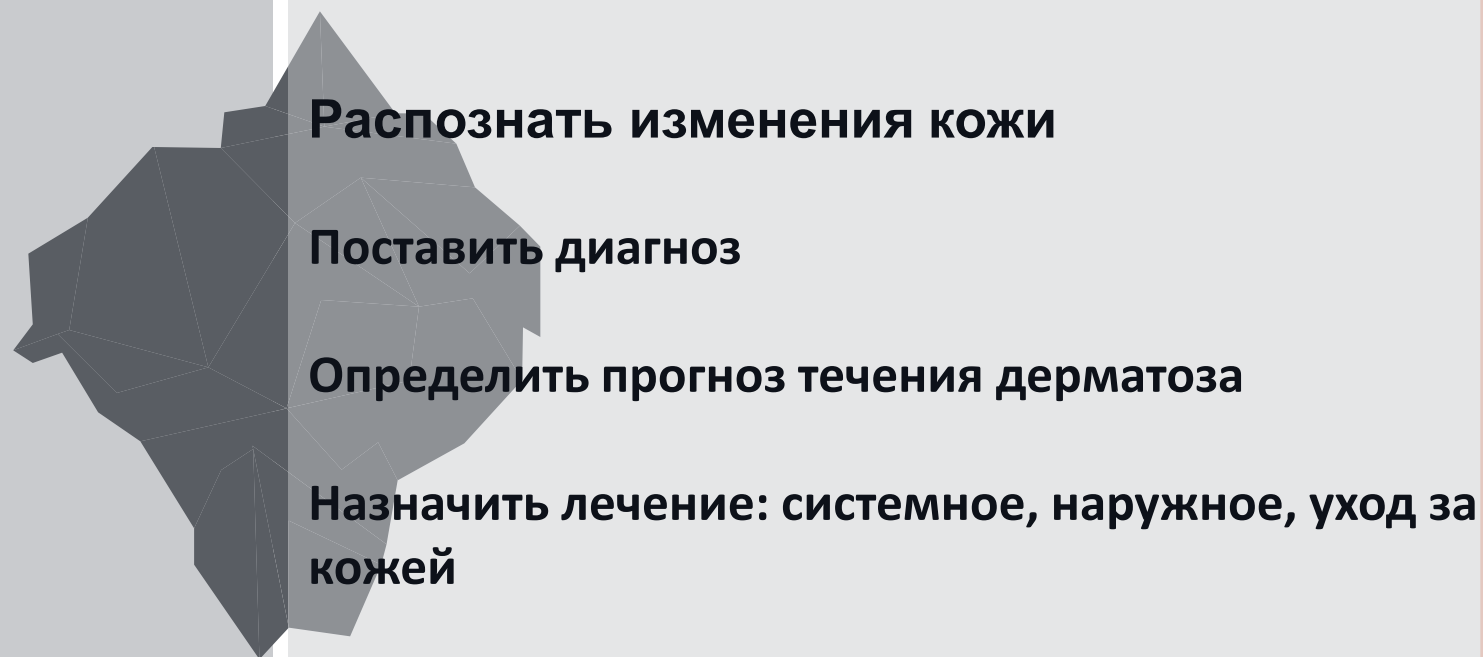 Распознать изменения кожи
Поставить диагноз
Определить прогноз течения дерматоза
Назначить лечение: системное, наружное, уход за
кожей